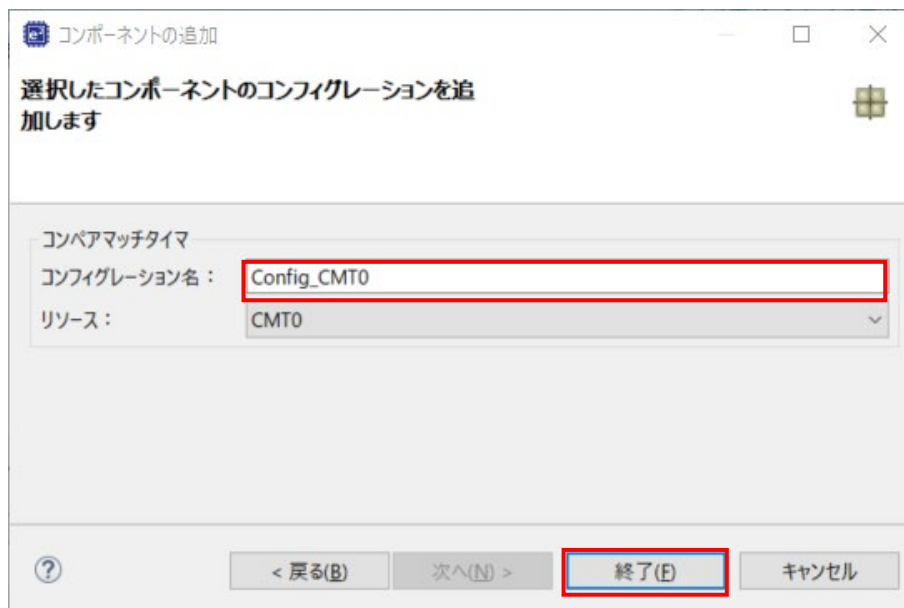 コンポーネントの追加
選択したコンポーネントのコンフィグレーションを追
加します
コンペアマッチタイマ
コンフィグレーション名： Config_CMT0
リソース： CMT0
< 戻る(B) 次へ(N) > 終了(F) キャンセル